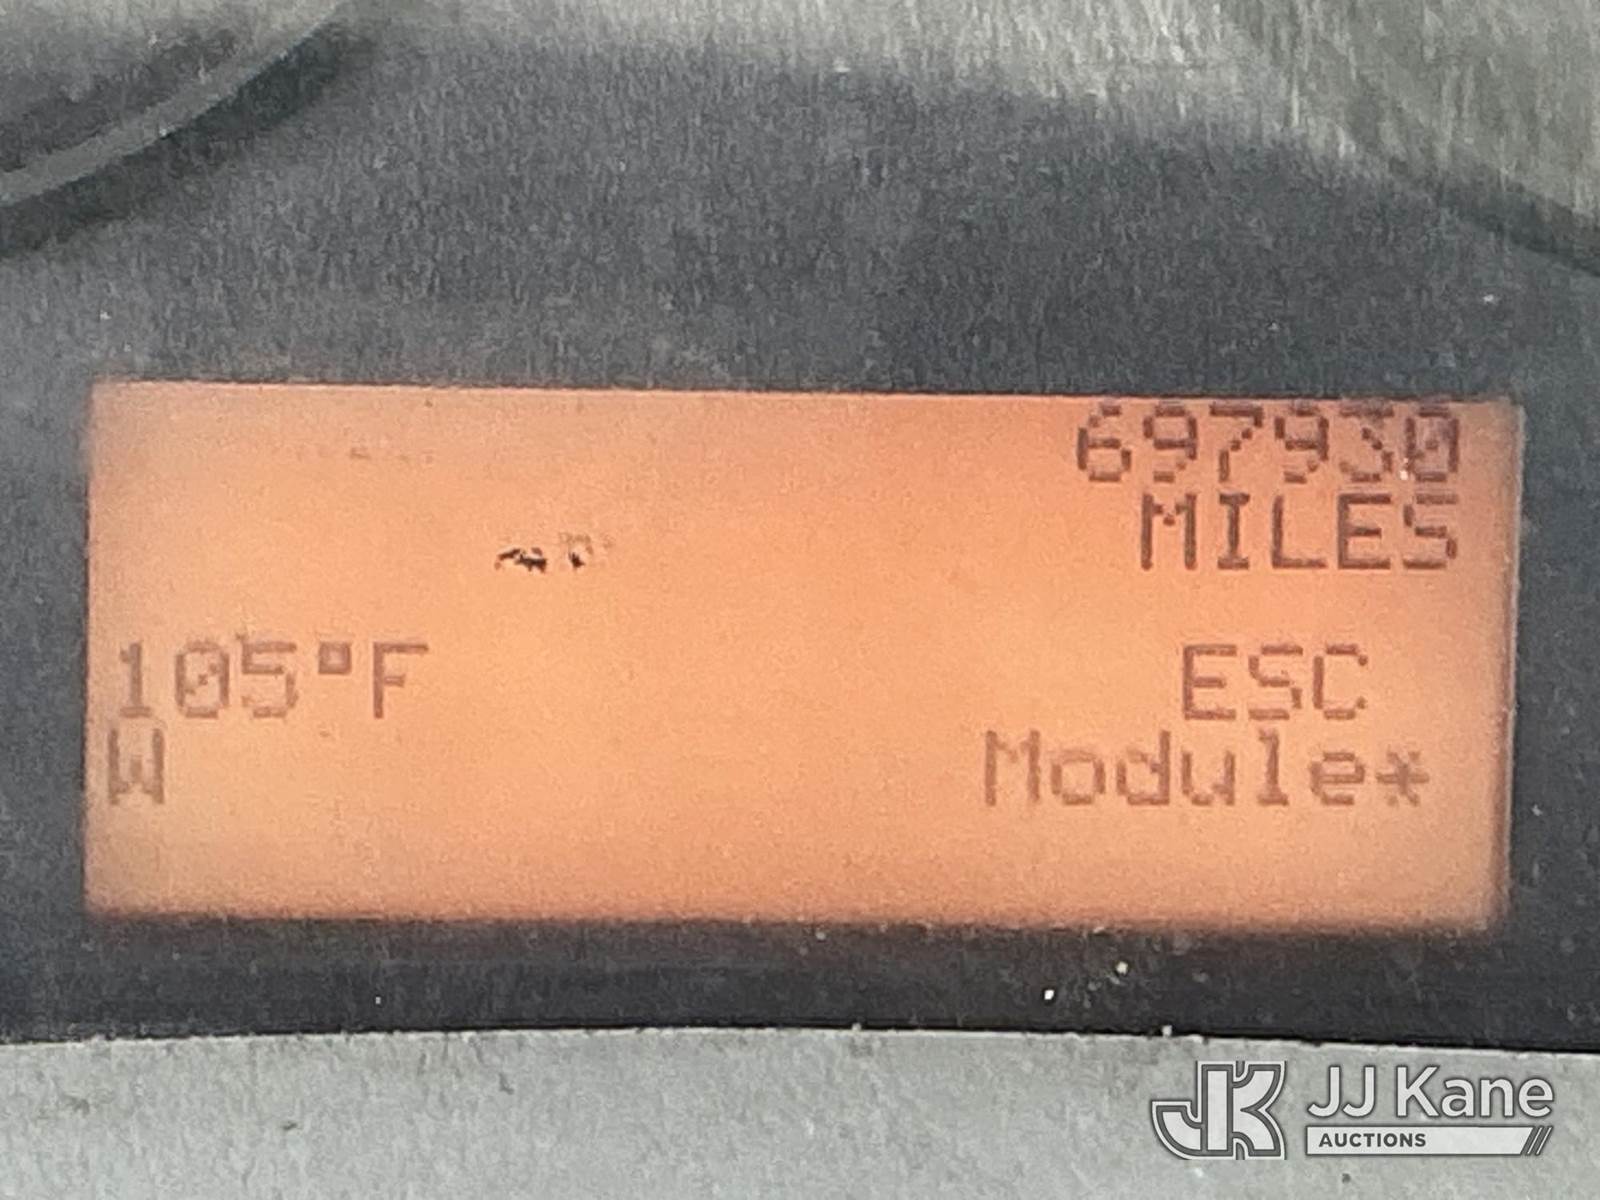 697930
MILES
105°F ESC
W Module*
JJ Kane
AUCTIONS